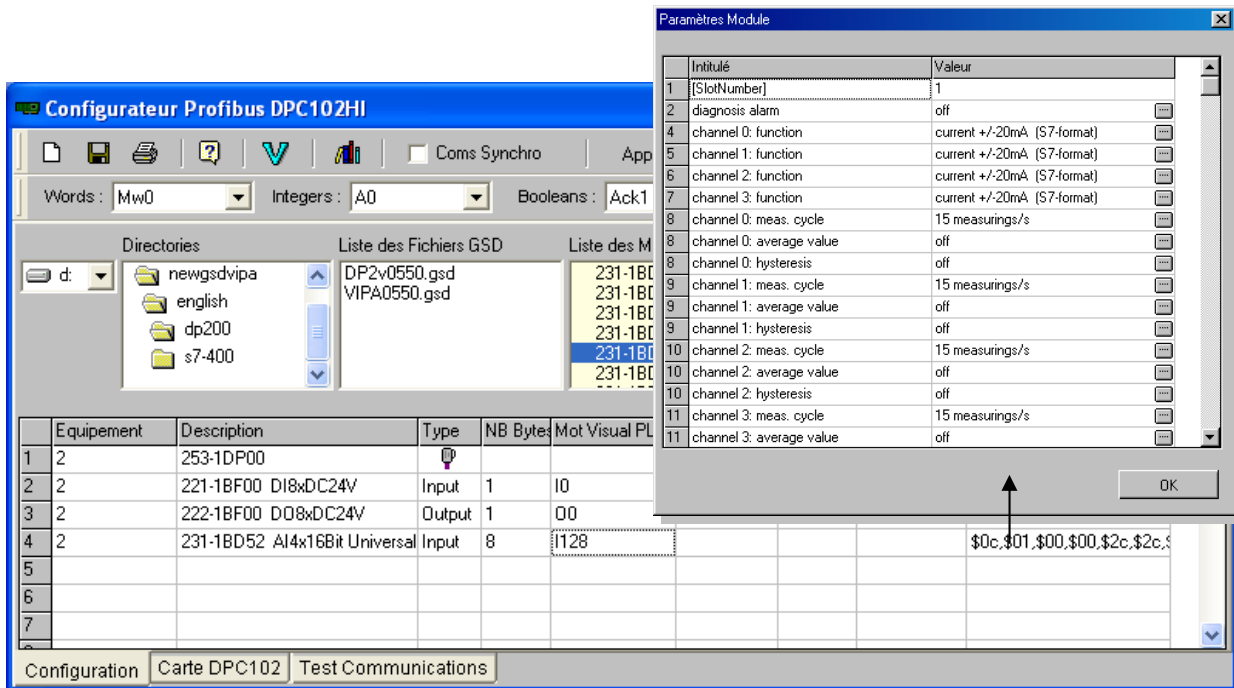 Paramètres Module
Intitulé Valeur
1 [SlotNumber] 1
2 diagnosis alarm off
4 channel 0: function current +/-20mA (S7-format)
5 channel 1: function current +/-20mA (S7-format)
6 channel 2: function current +/-20mA (S7-format)
7 channel 3: function current +/-20mA (S7-format)
8 channel 0: meas. cycle 15 measurings/s
8 channel 0: average value off
8 channel 0: hysteresis off
9 channel 1: meas. cycle 15 measurings/s
9 channel 1: average value off
9 channel 1: hysteresis off
10 channel 2: meas. cycle 15 measurings/s
10 channel 2: average value off
10 channel 2: hysteresis off
11 channel 3: meas. cycle 15 measurings/s
11 channel 3: average value off
OK
Configurateur Profibus DPC102HI
Coms Synchro App
Words : Mw0 Integers : A0 Booleans : Ack1
Directories Liste des Fichiers GSD Liste des M
d:
newgsdvipa
english
dp200
s7-400
DP2v0550.gsd
VIPA0550.gsd
231-1BD
231-1BD
231-1BD
231-1BD
231-1BD
231-1BD
Equipement Description Type NB Bytes Mot Visual PL
1 2 253-1DP00
2 2 221-1BF00 DI8xDC24V Input 1 I0
3 2 222-1BF00 DO8xDC24V Output 1 O0
4 2 231-1BD52 AI4x16Bit Universal Input 8 I128 $0c,$01,$00,$00,$2c,$2c,$
5
6
7
Configuration Carte DPC102 Test Communications